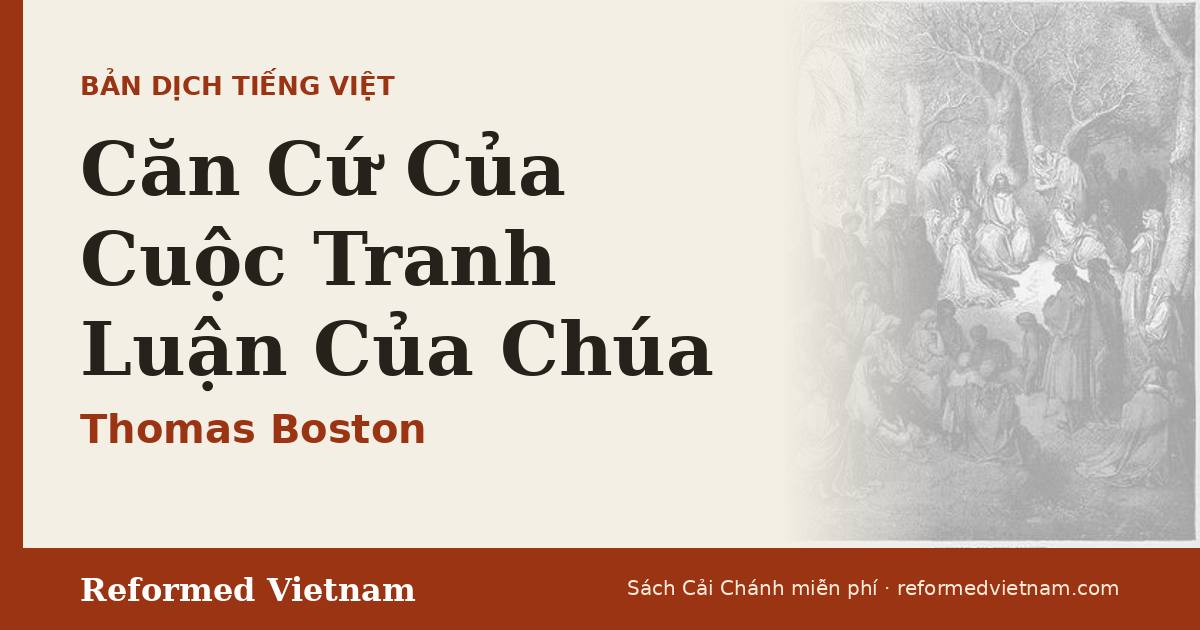 BẢN DỊCH TIẾNG VIỆT
Căn Cứ Của
Cuộc Tranh
Luận Của Chúa
Thomas Boston
Reformed Vietnam
Sách Cải Chánh miễn phí · reformedvietnam.com